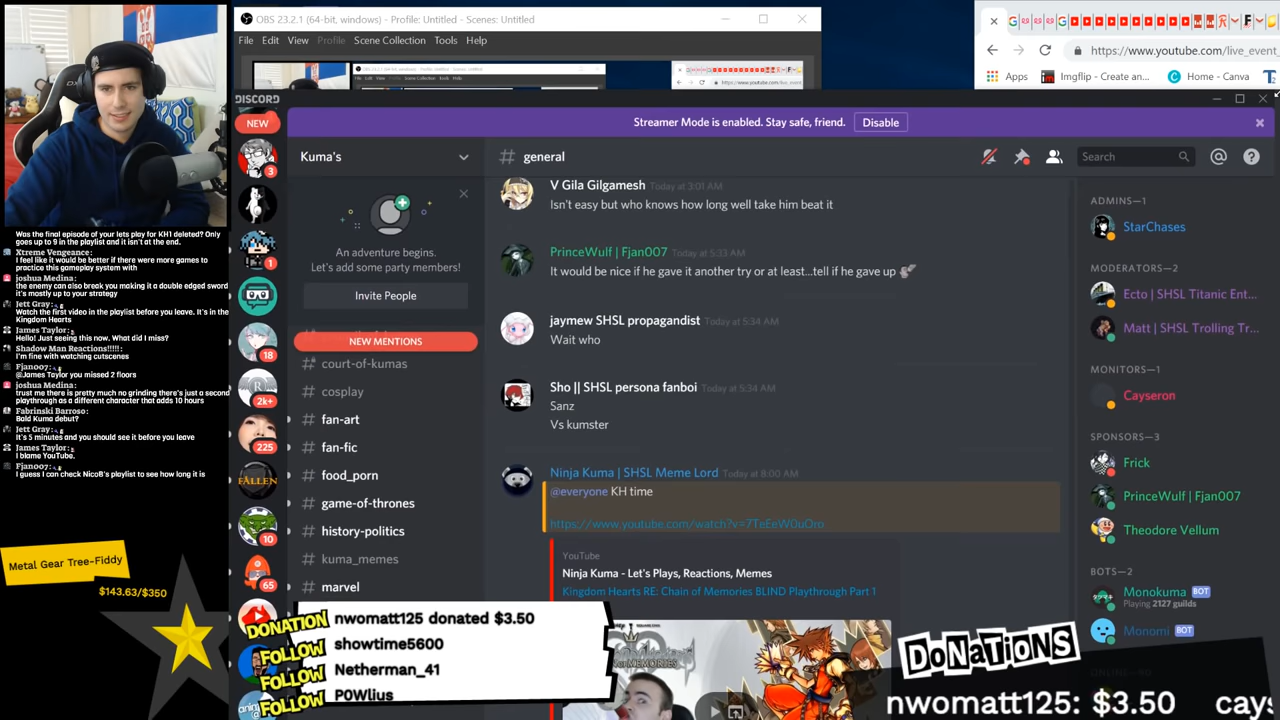 OBS 23.2.1 (64-bit, windows) - Profile: Untitled - Scenes: Untitled
File Edit View Profile Scene Collection Tools Help
https://www.youtube.com/live_event
Apps Imgflip - Create an... Home - Canva
DISCORD
NEW
Streamer Mode is enabled. Stay safe, friend. Disable
Kuma's
# general
Search
An adventure begins.
Let's add some party members!
Invite People
NEW MENTIONS
# court-of-kumas
# cosplay
# fan-art
# fan-fic
# food_porn
# game-of-thrones
# history-politics
# kuma_memes
# marvel
3
1
18
2k+
225
FALLEN
10
65
V Gila Gilgamesh Today at 3:01 AM
Isn't easy but who knows how long well take him beat it
PrinceWulf | Fjan007 Today at 5:33 AM
It would be nice if he gave it another try or at least...tell if he gave up
jaymew SHSL propagandist Today at 5:34 AM
Wait who
Sho || SHSL persona fanboi Today at 5:34 AM
Sanz
Vs kumster
Ninja Kuma | SHSL Meme Lord Today at 8:00 AM
@everyone KH time
YouTube
Ninja Kuma - Let's Plays, Reactions, Memes
Kingdom Hearts RE: Chain of Memories BLIND Playthrough Part 1
MEMORIES
ADMINS—1
StarChases
MODERATORS—2
Ecto | SHSL Titanic Ent...
Matt | SHSL Trolling Tr...
MONITORS—1
Cayseron
SPONSORS—3
Frick
PrinceWulf | Fjan007
Theodore Vellum
BOTS—2
Monokuma BOT
Playing 2127 guilds
Monomi BOT
Was the final episode of your lets play for KH1 deleted? Only
goes up to 9 in the playlist and it isn't at the end.
Xtreme Vengeance:
I feel like it would be better if there were more games to
practice this gameplay system with
joshua Medina:
the enemy can also break you making it a double edged sword
it's mostly up to your strategy
Jett Gray:
Watch the first video in the playlist before you leave. It's in the
Kingdom Hearts
James Taylor:
Hello! Just seeing this now. What did I miss?
Shadow Man Reactions!!!!!:
I'm fine with watching cutscenes
Fjan007:
@James Taylor you missed 2 floors
joshua Medina:
trust me there is pretty much no grinding there's just a second
playthrough as a different character that adds 10 hours
Fabrinski Barroso:
Bald Kuma debut?
Jett Gray:
It's 5 minutes and you should see it before you leave
James Taylor:
I blame YouTube.
Fjan007:
I guess I can check NicoB's playlist to see how long it is
Metal Gear Tree-Fiddy
$143.63/$350
DONATION nwomatt125 donated $3.50
FOLLOW showtime5600
FOLLOW Netherman_41
FOLLOW P0Wlius
DONATIONS
nwomatt125: $3.50 cays